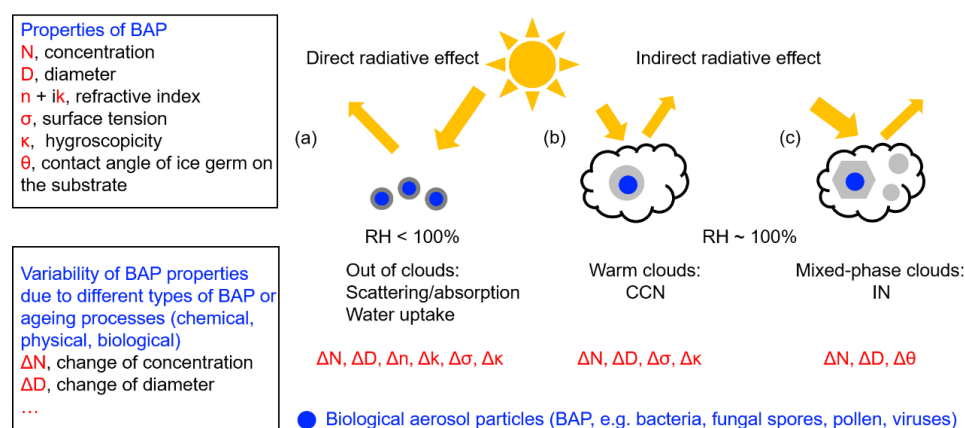 Properties of BAP
N, concentration
D, diameter
n + ik, refractive index
σ, surface tension
κ, hygroscopicity
θ, contact angle of ice germ on
the substrate
Variability of BAP properties
due to different types of BAP or
ageing processes (chemical,
physical, biological)
ΔN, change of concentration
ΔD, change of diameter
…
Direct radiative effect
Indirect radiative effect
(a)
(b)
(c)
RH < 100%
RH ~ 100%
Out of clouds:
Scattering/absorption
Water uptake
Warm clouds:
CCN
Mixed-phase clouds:
IN
ΔN, ΔD, Δn, Δk, Δσ, Δκ
ΔN, ΔD, Δσ, Δκ
ΔN, ΔD, Δθ
Biological aerosol particles (BAP, e.g. bacteria, fungal spores, pollen, viruses)